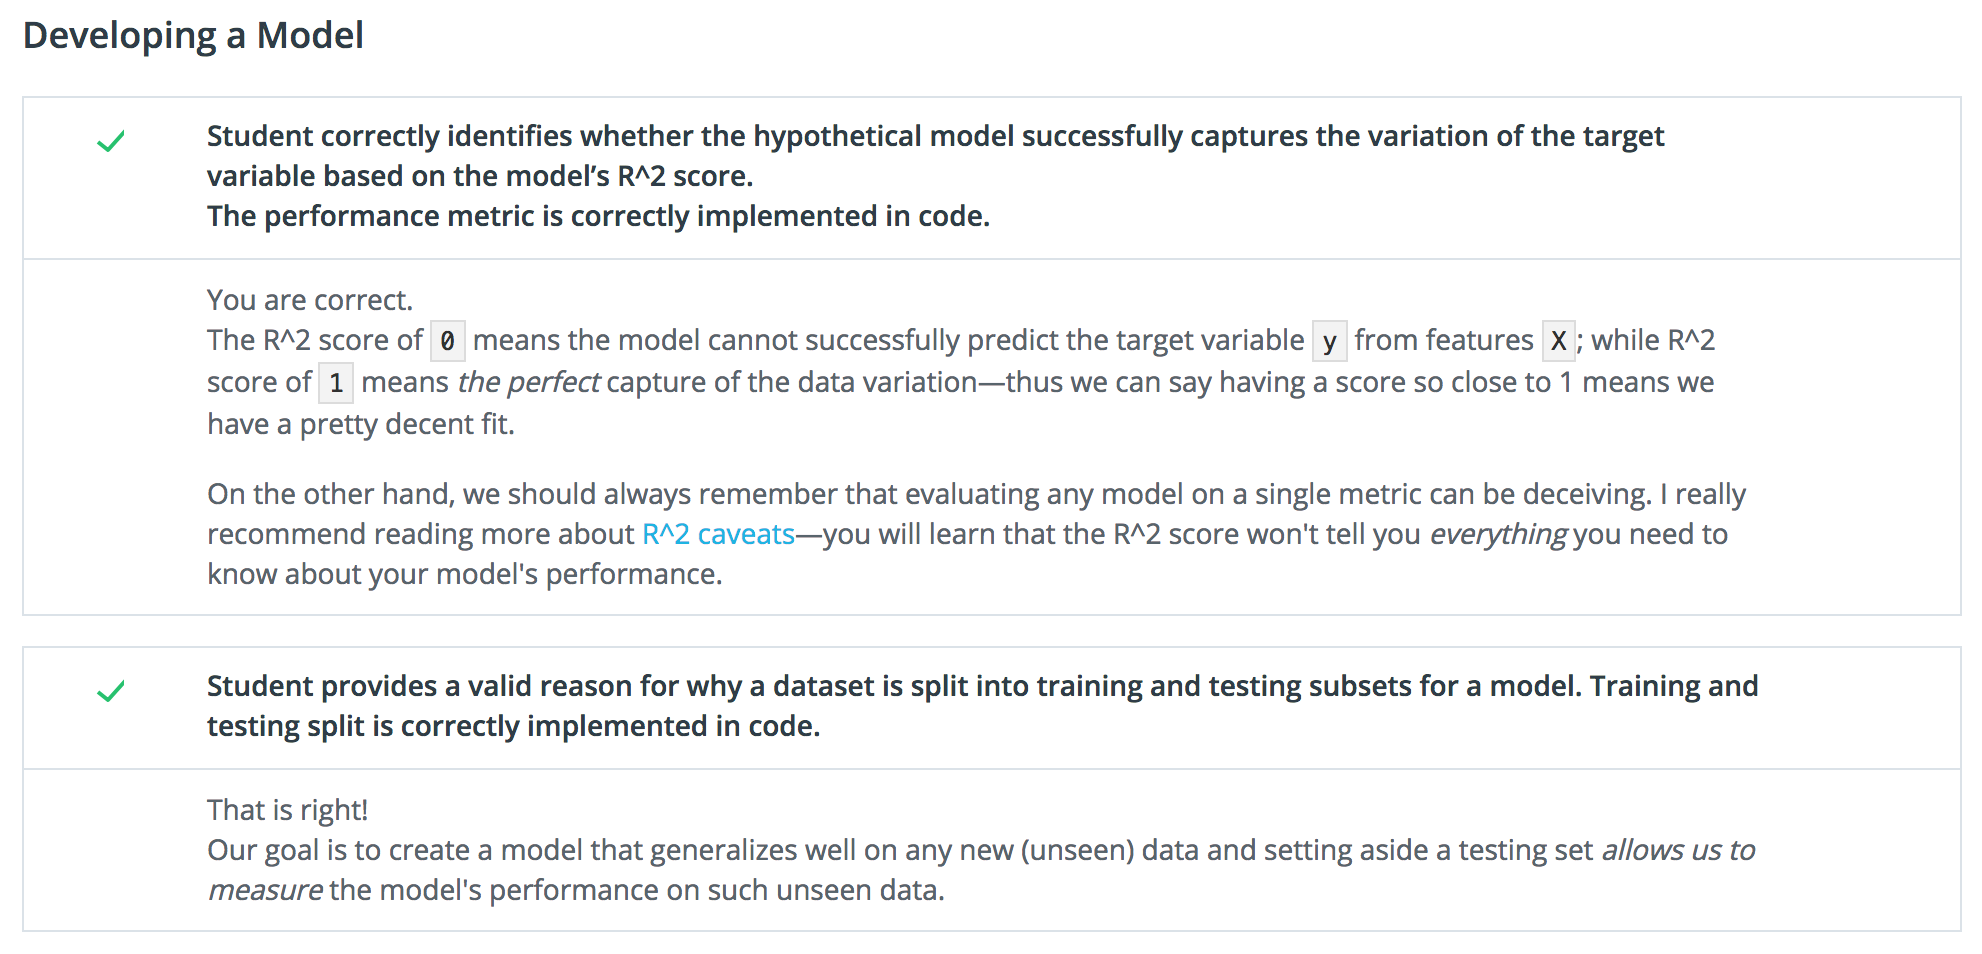 Developing a Model
Student correctly identifies whether the hypothetical model successfully captures the variation of the target
variable based on the model’s R^2 score.
The performance metric is correctly implemented in code.
You are correct.
The R^2 score of 0 means the model cannot successfully predict the target variable y from features X; while R^2
score of 1 means the perfect capture of the data variation—thus we can say having a score so close to 1 means we
have a pretty decent fit.
On the other hand, we should always remember that evaluating any model on a single metric can be deceiving. I really
recommend reading more about R^2 caveats—you will learn that the R^2 score won't tell you everything you need to
know about your model's performance.
Student provides a valid reason for why a dataset is split into training and testing subsets for a model. Training and
testing split is correctly implemented in code.
That is right!
Our goal is to create a model that generalizes well on any new (unseen) data and setting aside a testing set allows us to
measure the model's performance on such unseen data.